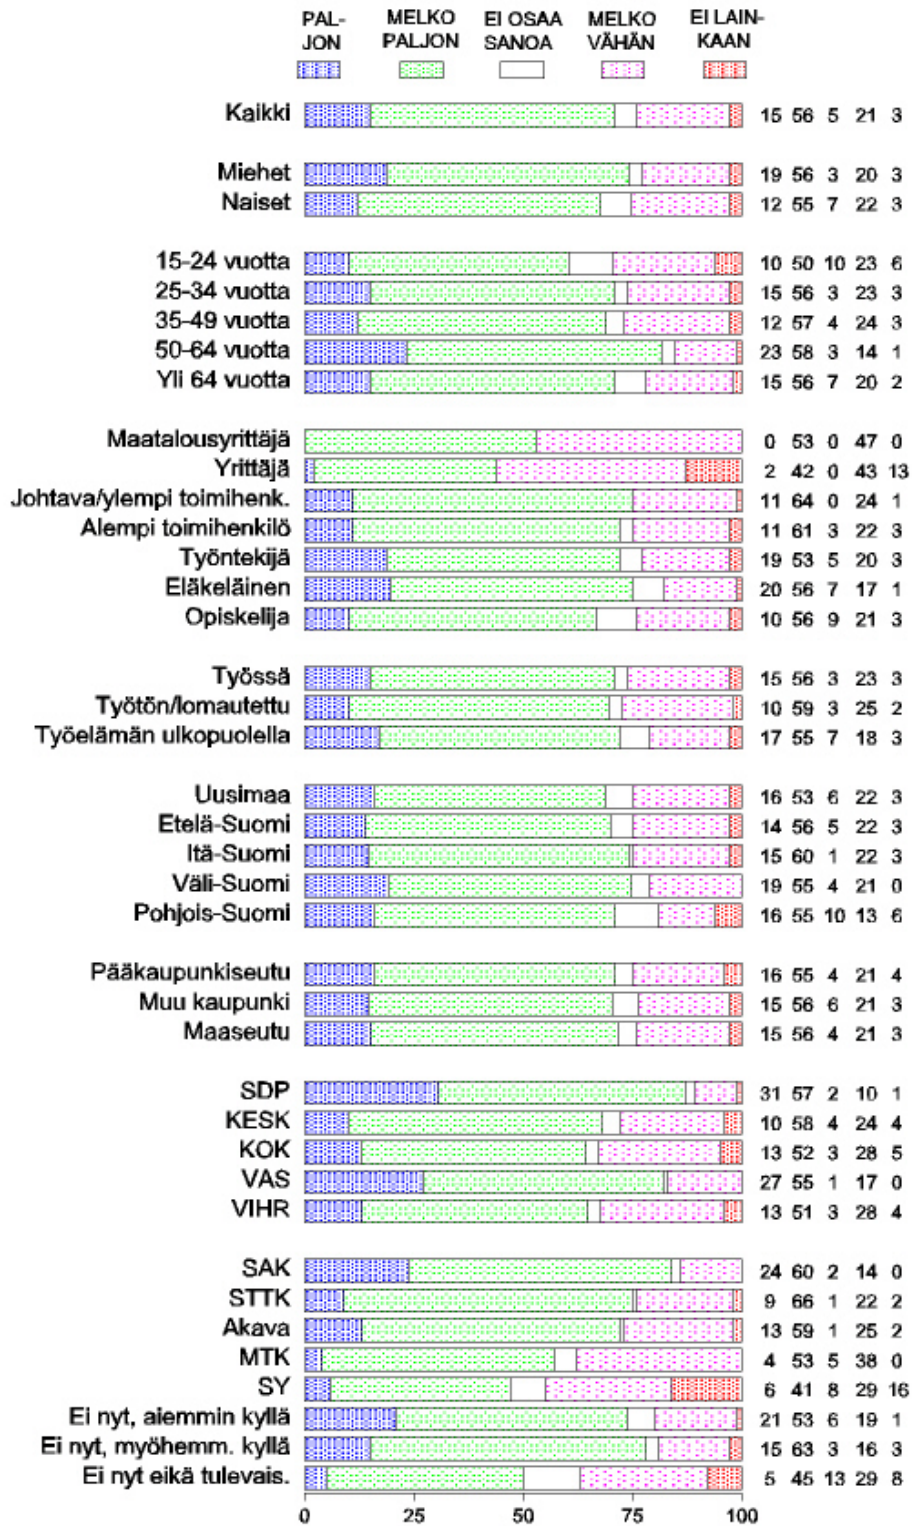 PAL- MELKO EI OSAA MELKO EI LAIN-
JON PALJON SANOA VÄHÄN KAAN
Kaikki 15 56 5 21 3
Miehet 19 56 3 20 3
Naiset 12 55 7 22 3
15-24 vuotta 10 50 10 23 6
25-34 vuotta 15 56 3 23 3
35-49 vuotta 12 57 4 24 3
50-64 vuotta 23 58 3 14 1
Yli 64 vuotta 15 56 7 20 2
Maatalousyrittäjä 0 53 0 47 0
Yrittäjä 2 42 0 43 13
Johtava/ylempi toimihenk. 11 64 0 24 1
Alempi toimihenkilö 11 61 3 22 3
Työntekijä 19 53 5 20 3
Eläkeläinen 20 56 7 17 1
Opiskelija 10 56 9 21 3
Työssä 15 56 3 23 3
Työtön/lomautettu 10 59 3 25 2
Työelämän ulkopuolella 17 55 7 18 3
Uusimaa 16 53 6 22 3
Etelä-Suomi 14 56 5 22 3
Itä-Suomi 15 60 1 22 3
Väli-Suomi 19 55 4 21 0
Pohjois-Suomi 16 55 10 13 6
Pääkaupunkiseutu 16 55 4 21 4
Muu kaupunki 15 56 6 21 3
Maaseutu 15 56 4 21 3
SDP 31 57 2 10 1
KESK 10 58 4 24 4
KOK 13 52 3 28 5
VAS 27 55 1 17 0
VIHR 13 51 3 28 4
SAK 24 60 2 14 0
STTK 9 66 1 22 2
Akava 13 59 1 25 2
MTK 4 53 5 38 0
SY 6 41 8 29 16
Ei nyt, aiemmin kyllä 21 53 6 19 1
Ei nyt, myöhemm. kyllä 15 63 3 16 3
Ei nyt eikä tulevais. 5 45 13 29 8
0 25 50 75 100